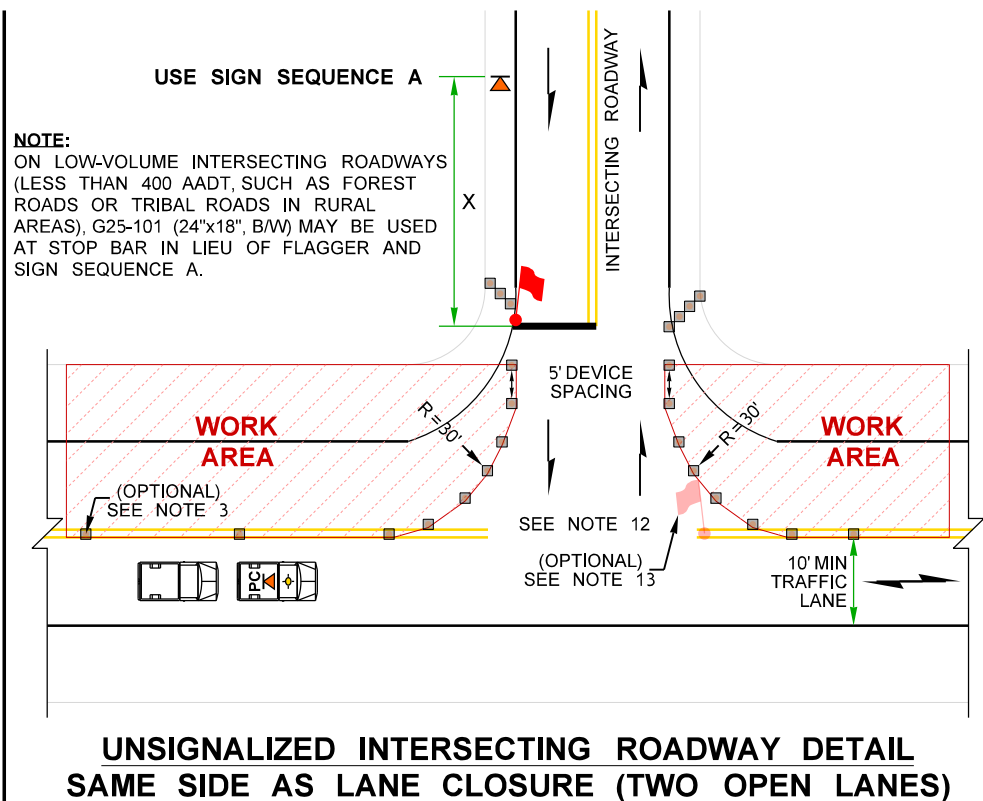 USE SIGN SEQUENCE A
NOTE:
ON LOW-VOLUME INTERSECTING ROADWAYS
(LESS THAN 400 AADT, SUCH AS FOREST
ROADS OR TRIBAL ROADS IN RURAL
AREAS), G25-101 (24"x18", B/W) MAY BE USED
AT STOP BAR IN LIEU OF FLAGGER AND
SIGN SEQUENCE A.
X
INTERSECTING ROADWAY
5' DEVICE
SPACING
WORK
AREA
R=30'
R=30'
WORK
AREA
(OPTIONAL)
SEE NOTE 3
SEE NOTE 12
(OPTIONAL)
SEE NOTE 13
10' MIN
TRAFFIC
LANE
PC
UNSIGNALIZED INTERSECTING ROADWAY DETAIL
SAME SIDE AS LANE CLOSURE (TWO OPEN LANES)